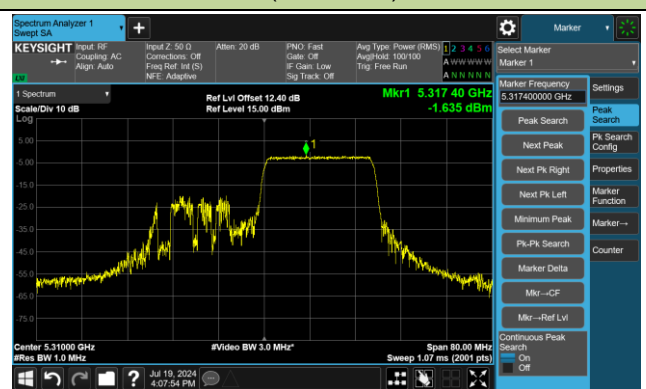 Spectrum Analyzer 1
Swept SA
Marker
KEYSIGHT
Input: RF
Coupling: AC
Align: Auto
Input Z: 50 Ω
Corrections: Off
Freq Ref: Int (S)
NFE: Adaptive
Atten: 20 dB
PNO: Fast
Gate: Off
IF Gain: Low
Sig Track: Off
Avg Type: Power (RMS)
Avg|Hold: 100/100
Trig: Free Run
1 2 3 4 5 6
A W W W W W
A N N N N N
LXI
Select Marker
Marker 1
1 Spectrum
Scale/Div 10 dB
Log
Ref Lvl Offset 12.40 dB
Ref Level 15.00 dBm
Mkr1 5.317 40 GHz
-1.635 dBm
1
5.00
-5.00
-15.0
-25.0
-35.0
-45.0
-55.0
-65.0
-75.0
Center 5.31000 GHz
#Res BW 1.0 MHz
#Video BW 3.0 MHz*
Span 80.00 MHz
Sweep 1.07 ms (2001 pts)
Marker Frequency
5.317400000 GHz
Peak Search
Next Peak
Next Pk Right
Next Pk Left
Minimum Peak
Pk-Pk Search
Marker Delta
Mkr→CF
Mkr→Ref Lvl
Continuous Peak
Search
On
Off
Settings
Peak
Search
Pk Search
Config
Properties
Marker
Function
Marker→
Counter
?
Jul 19, 2024
4:07:54 PM